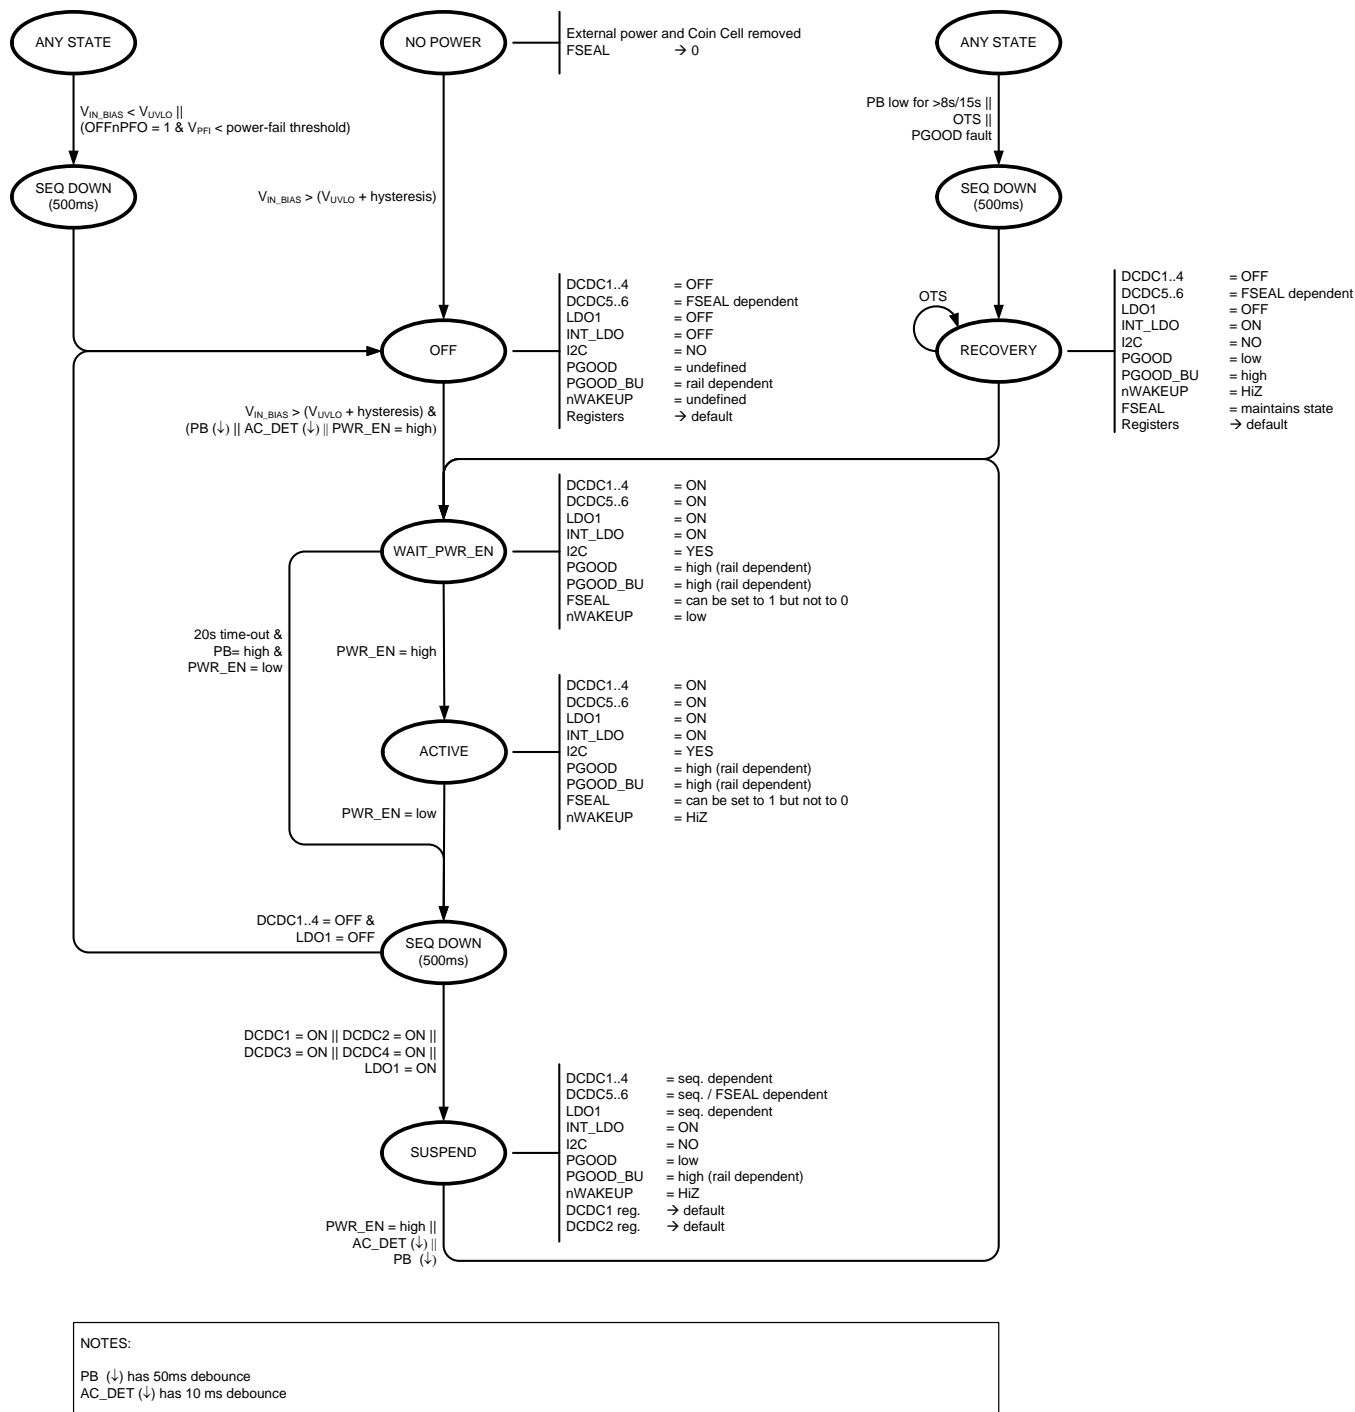 ANY STATE
NO POWER
External power and Coin Cell removed
FSEAL → 0
ANY STATE
V_IN_BIAS < V_UVLO ||
(OFFnPFO = 1 & V_PFI < power-fail threshold)
PB low for >8s/15s ||
OTS ||
PGOOD fault
SEQ DOWN
(500ms)
V_IN_BIAS > (V_UVLO + hysteresis)
SEQ DOWN
(500ms)
DCDC1..4 = OFF
DCDC5..6 = FSEAL dependent
LDO1 = OFF
INT_LDO = OFF
I2C = NO
PGOOD = undefined
PGOOD_BU = rail dependent
nWAKEUP = undefined
Registers → default
OFF
OTS
RECOVERY
DCDC1..4 = OFF
DCDC5..6 = FSEAL dependent
LDO1 = OFF
INT_LDO = ON
I2C = NO
PGOOD = low
PGOOD_BU = high
nWAKEUP = HiZ
FSEAL = maintains state
Registers → default
V_IN_BIAS > (V_UVLO + hysteresis) &
(PB (↓) || AC_DET (↓) || PWR_EN = high)
WAIT_PWR_EN
DCDC1..4 = ON
DCDC5..6 = ON
LDO1 = ON
INT_LDO = ON
I2C = YES
PGOOD = high (rail dependent)
PGOOD_BU = high (rail dependent)
FSEAL = can be set to 1 but not to 0
nWAKEUP = low
20s time-out &
PB= high &
PWR_EN = low
PWR_EN = high
ACTIVE
DCDC1..4 = ON
DCDC5..6 = ON
LDO1 = ON
INT_LDO = ON
I2C = YES
PGOOD = high (rail dependent)
PGOOD_BU = high (rail dependent)
FSEAL = can be set to 1 but not to 0
nWAKEUP = HiZ
PWR_EN = low
DCDC1..4 = OFF &
LDO1 = OFF
SEQ DOWN
(500ms)
DCDC1 = ON || DCDC2 = ON ||
DCDC3 = ON || DCDC4 = ON ||
LDO1 = ON
SUSPEND
DCDC1..4 = seq. dependent
DCDC5..6 = seq. / FSEAL dependent
LDO1 = seq. dependent
INT_LDO = ON
I2C = NO
PGOOD = low
PGOOD_BU = high (rail dependent)
nWAKEUP = HiZ
DCDC1 reg. → default
DCDC2 reg. → default
PWR_EN = high ||
AC_DET (↓) ||
PB (↓)
NOTES:
PB (↓) has 50ms debounce
AC_DET (↓) has 10 ms debounce